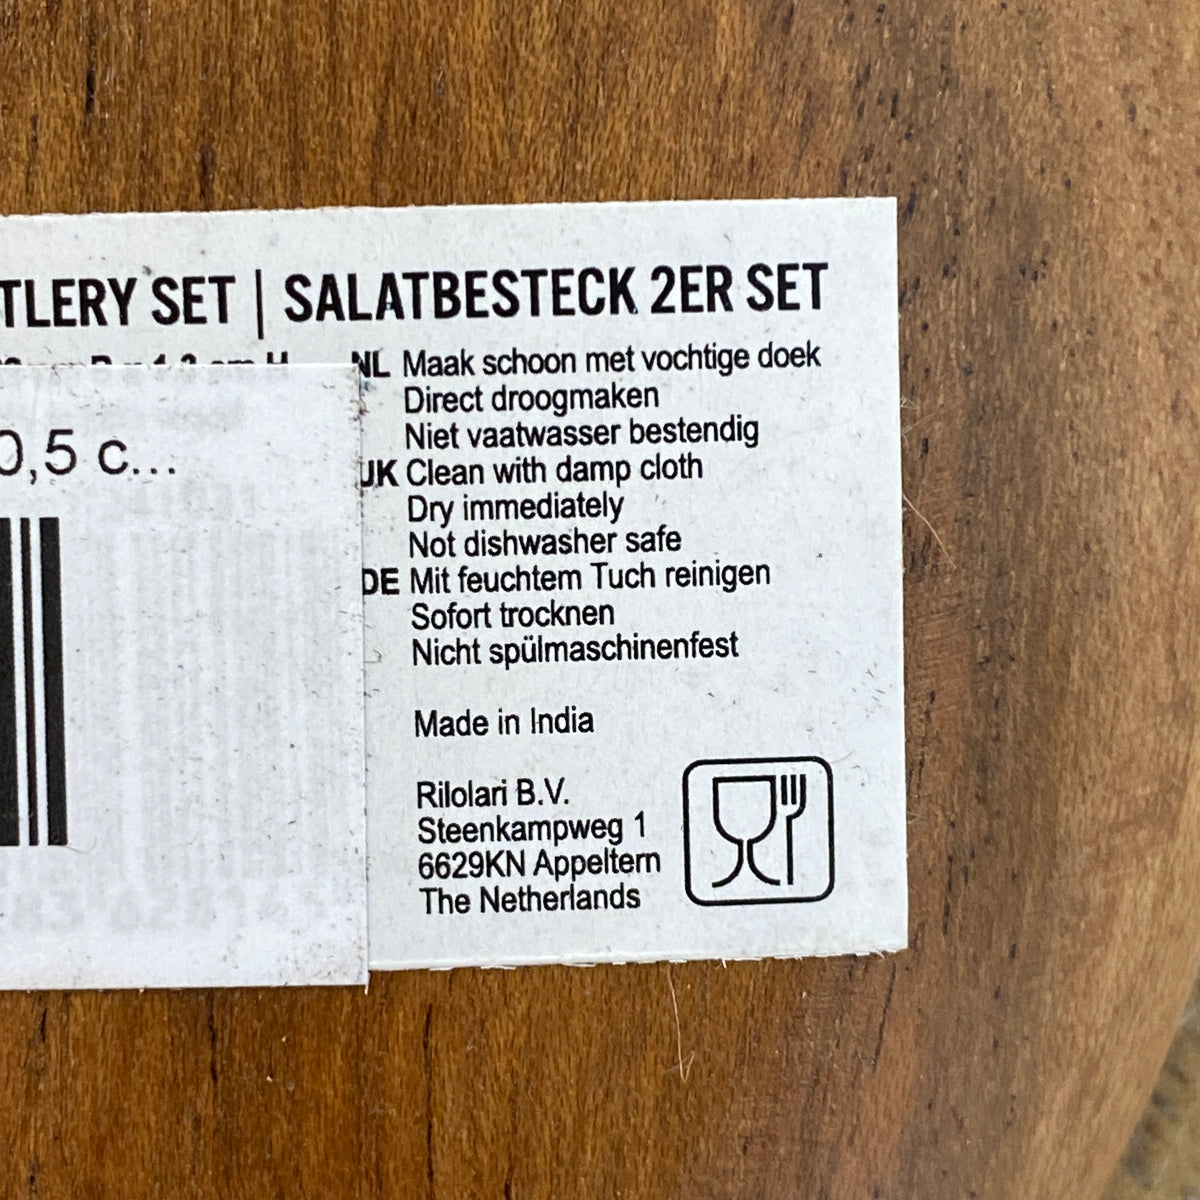 TLERY SET | SALATBESTECK 2ER SET
NL Maak schoon met vochtige doek
Direct droogmaken
Niet vaatwasser bestendig
0,5 c...
UK Clean with damp cloth
Dry immediately
Not dishwasher safe
DE Mit feuchtem Tuch reinigen
Sofort trocknen
Nicht spülmaschinenfest
Made in India
Rilolari B.V.
Steenkampweg 1
6629KN Appeltern
The Netherlands